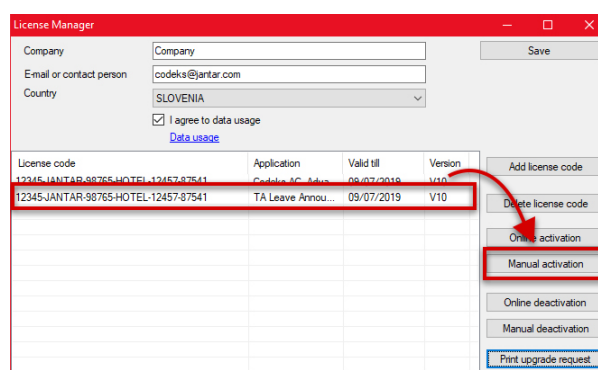 License Manager
Company Company Save
E-mail or contact person codeks@jantar.com
Country SLOVENIA
I agree to data usage
Data usage
License code Application Valid till Version Add license code
12345-JANTAR-98765-HOTEL-12457-87541 Codeks AC, Adua... 09/07/2019 V10
12345-JANTAR-98765-HOTEL-12457-87541 TA Leave Annou... 09/07/2019 V10 Delete license code
Online activation
Manual activation
Online deactivation
Manual deactivation
Print upgrade request